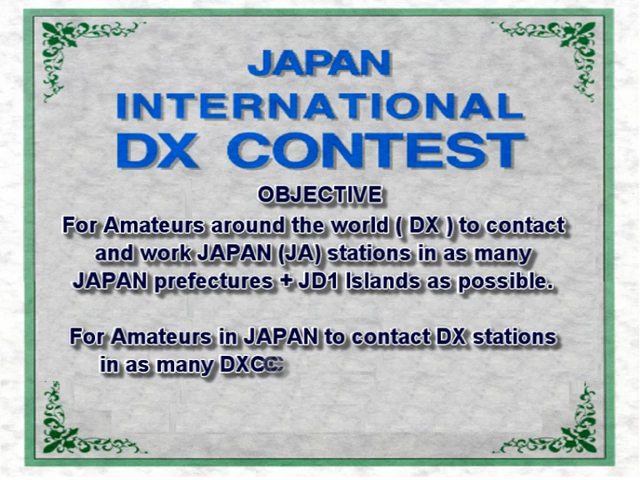 JAPAN
INTERNATIONAL
DX CONTEST
OBJECTIVE
For Amateurs around the world ( DX ) to contact
and work JAPAN (JA) stations in as many
JAPAN prefectures + JD1 Islands as possible.
For Amateurs in JAPAN to contact DX stations
in as many DXCC